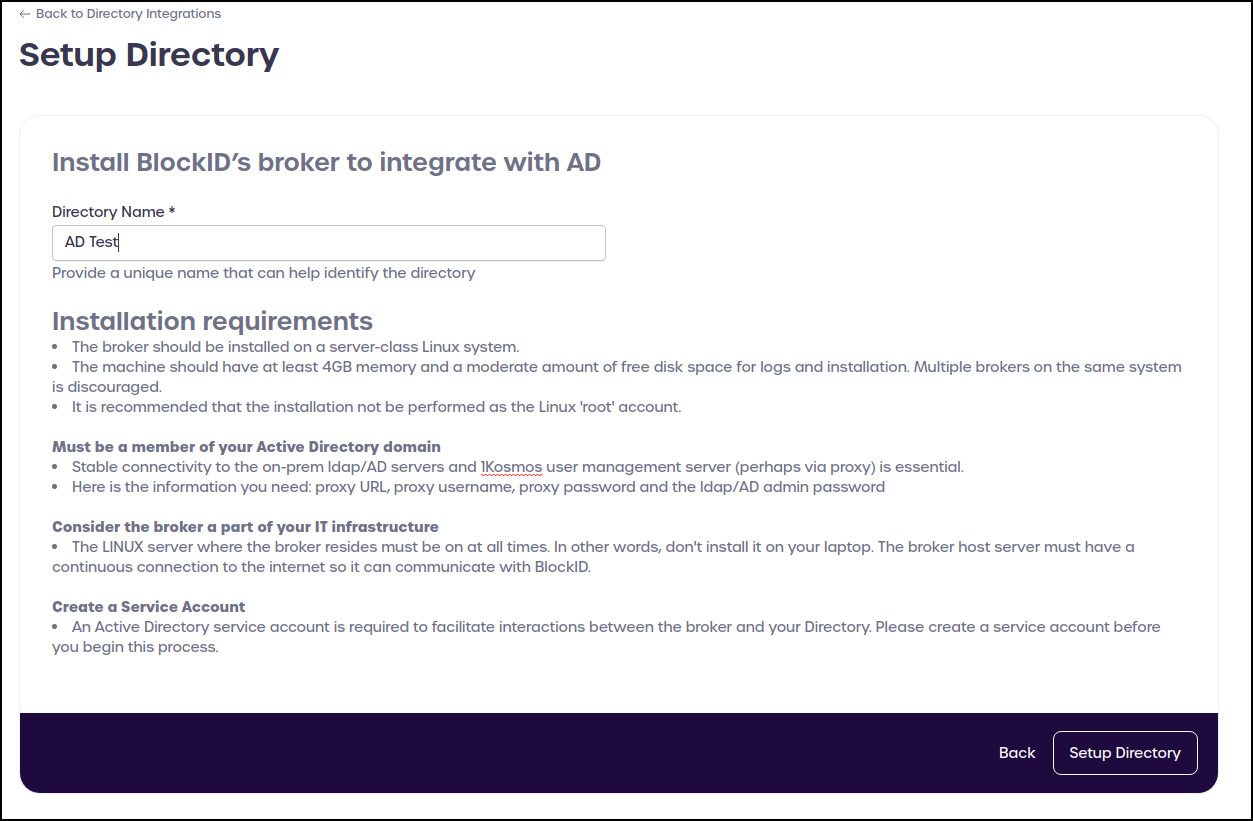 ← Back to Directory Integrations
Setup Directory
Install BlockID’s broker to integrate with AD
Directory Name *
AD Test
Provide a unique name that can help identify the directory
Installation requirements
• The broker should be installed on a server-class Linux system.
• The machine should have at least 4GB memory and a moderate amount of free disk space for logs and installation. Multiple brokers on the same system
is discouraged.
• It is recommended that the installation not be performed as the Linux 'root' account.
Must be a member of your Active Directory domain
• Stable connectivity to the on-prem ldap/AD servers and 1Kosmos user management server (perhaps via proxy) is essential.
• Here is the information you need: proxy URL, proxy username, proxy password and the ldap/AD admin password
Consider the broker a part of your IT infrastructure
• The LINUX server where the broker resides must be on at all times. In other words, don't install it on your laptop. The broker host server must have a
continuous connection to the internet so it can communicate with BlockID.
Create a Service Account
• An Active Directory service account is required to facilitate interactions between the broker and your Directory. Please create a service account before
you begin this process.
Back
Setup Directory